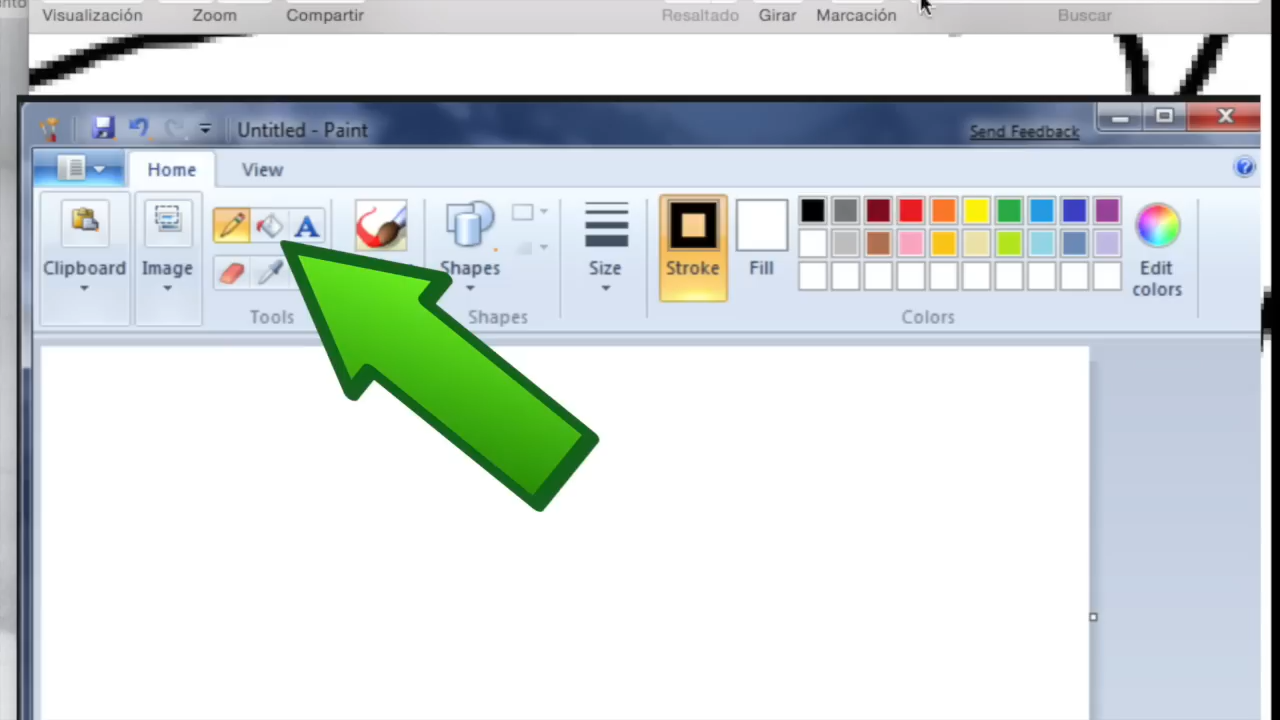 Visualización Zoom Compartir Resaltado Girar Marcación Buscar
Untitled - Paint
Send Feedback
Home View
Clipboard Image Shapes Size Stroke Fill Edit colors
Tools Shapes Colors